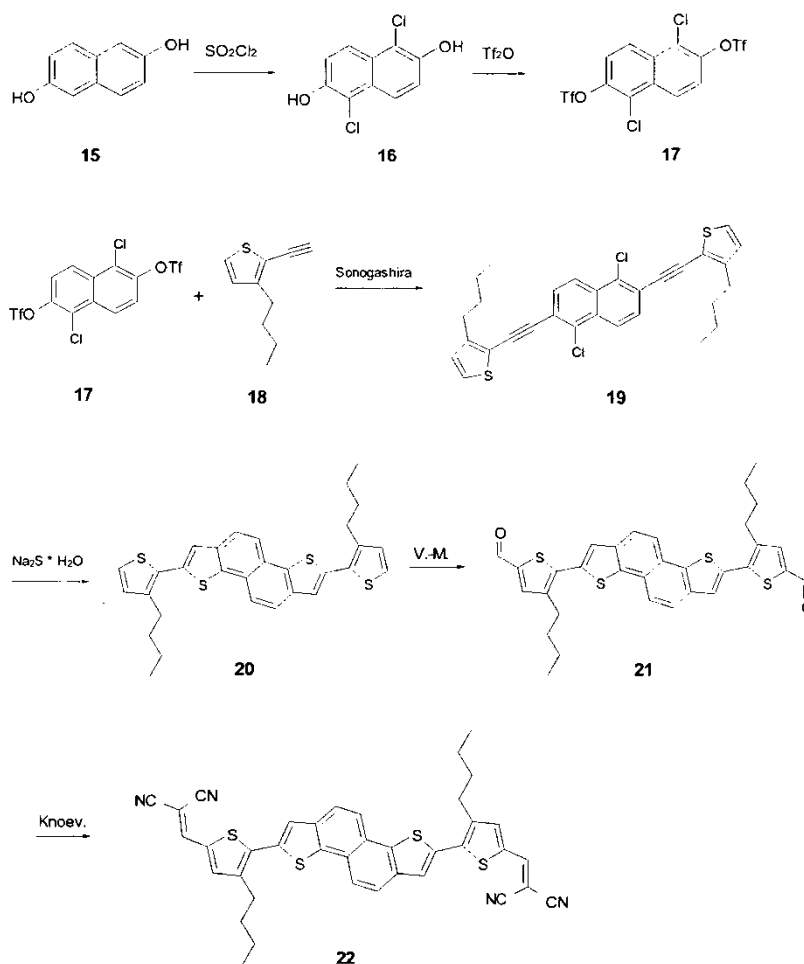 OH
SO2Cl2
HO
15
Cl
OH
HO
Cl
16
Tf2O
Cl
OTf
TfO
Cl
17
Cl
OTf
TfO
Cl
17
+
S
18
Sonogashira
S
Cl
Cl
S
19
Na2S * H2O
S
S
S
S
20
V.-M.
O
S
S
S
S
O
21
Knoev.
NC
CN
S
S
S
S
NC
CN
22